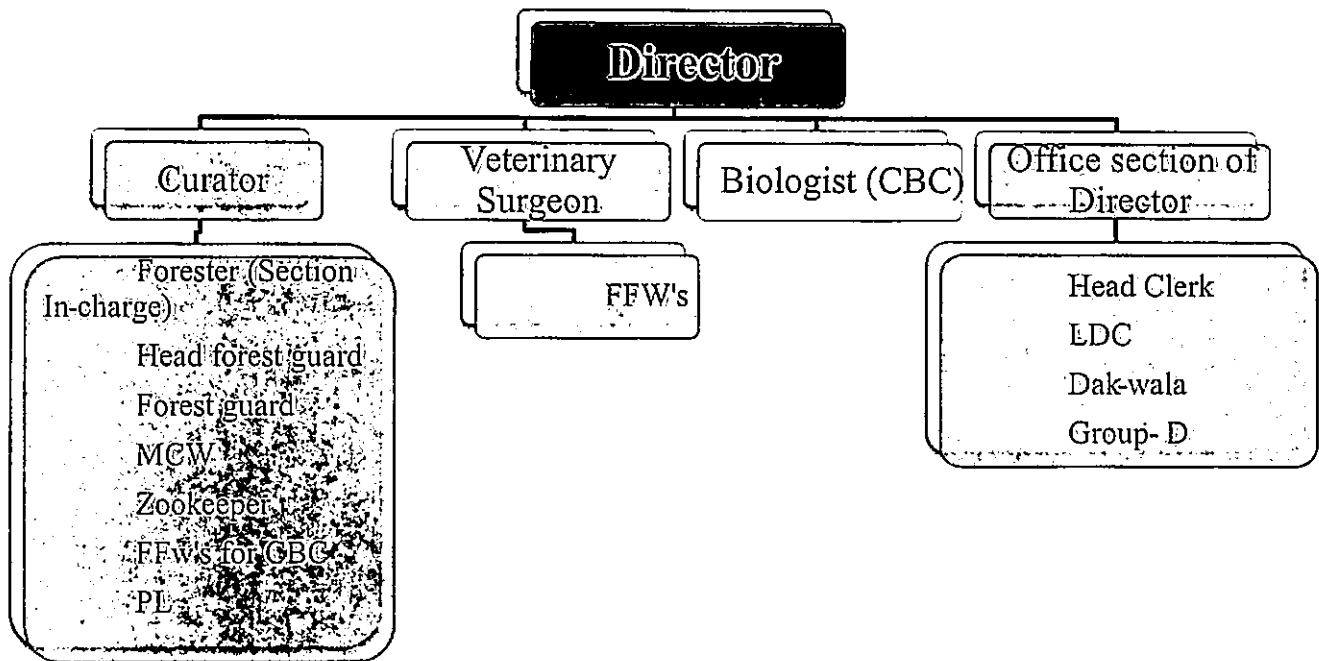 Director
Curator
Veterinary
Surgeon
Biologist (CBC)
Office section of
Director
Forester (Section
In-charge)
Head forest guard
Forest guard
MCW
Zookeeper
FFw's for CBC
PL
FFW's
Head Clerk
LDC
Dak-wala
Group- D